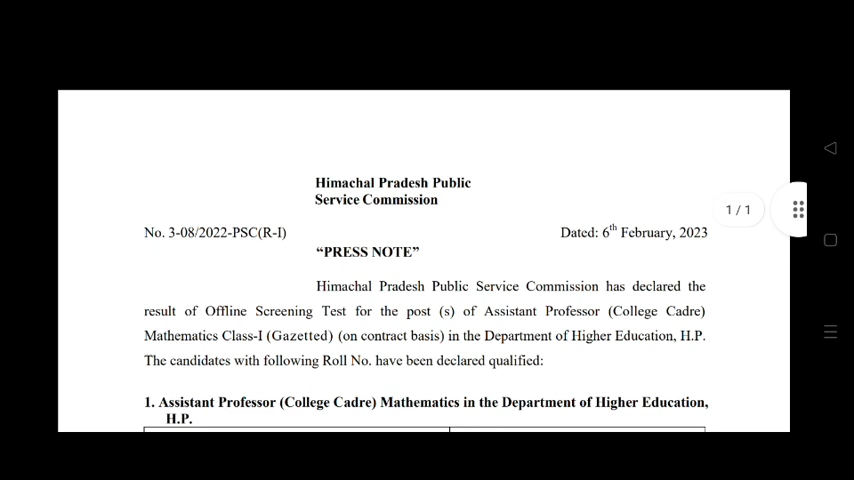 Himachal Pradesh Public
Service Commission
No. 3-08/2022-PSC(R-I) Dated: 6th February, 2023
“PRESS NOTE”
Himachal Pradesh Public Service Commission has declared the
result of Offline Screening Test for the post (s) of Assistant Professor (College Cadre)
Mathematics Class-I (Gazetted) (on contract basis) in the Department of Higher Education, H.P.
The candidates with following Roll No. have been declared qualified:
1. Assistant Professor (College Cadre) Mathematics in the Department of Higher Education,
H.P.
1 / 1